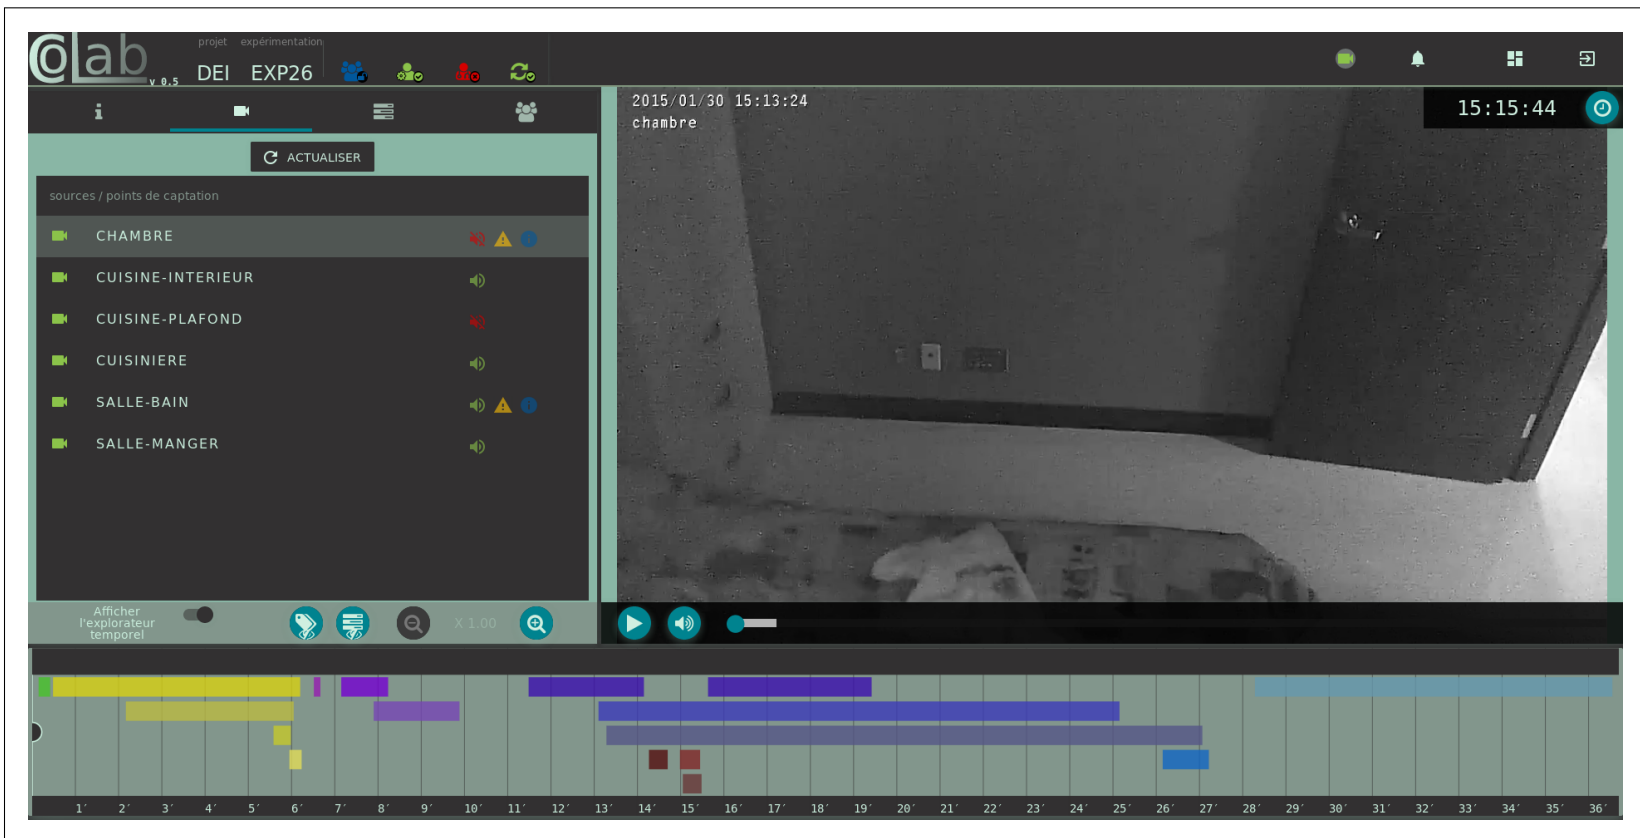 CoLab v 0.5
projet expérimentation
DEI EXP26
ACTUALISER
sources / points de captation
CHAMBRE
CUISINE-INTERIEUR
CUISINE-PLAFOND
CUISINIERE
SALLE-BAIN
SALLE-MANGER
Afficher
l'explorateur
temporel
X 1.00
2015/01/30 15:13:24
chambre
15:15:44
1′ 2′ 3′ 4′ 5′ 6′ 7′ 8′ 9′ 10′ 11′ 12′ 13′ 14′ 15′ 16′ 17′ 18′ 19′ 20′ 21′ 22′ 23′ 24′ 25′ 26′ 27′ 28′ 29′ 30′ 31′ 32′ 33′ 34′ 35′ 36′